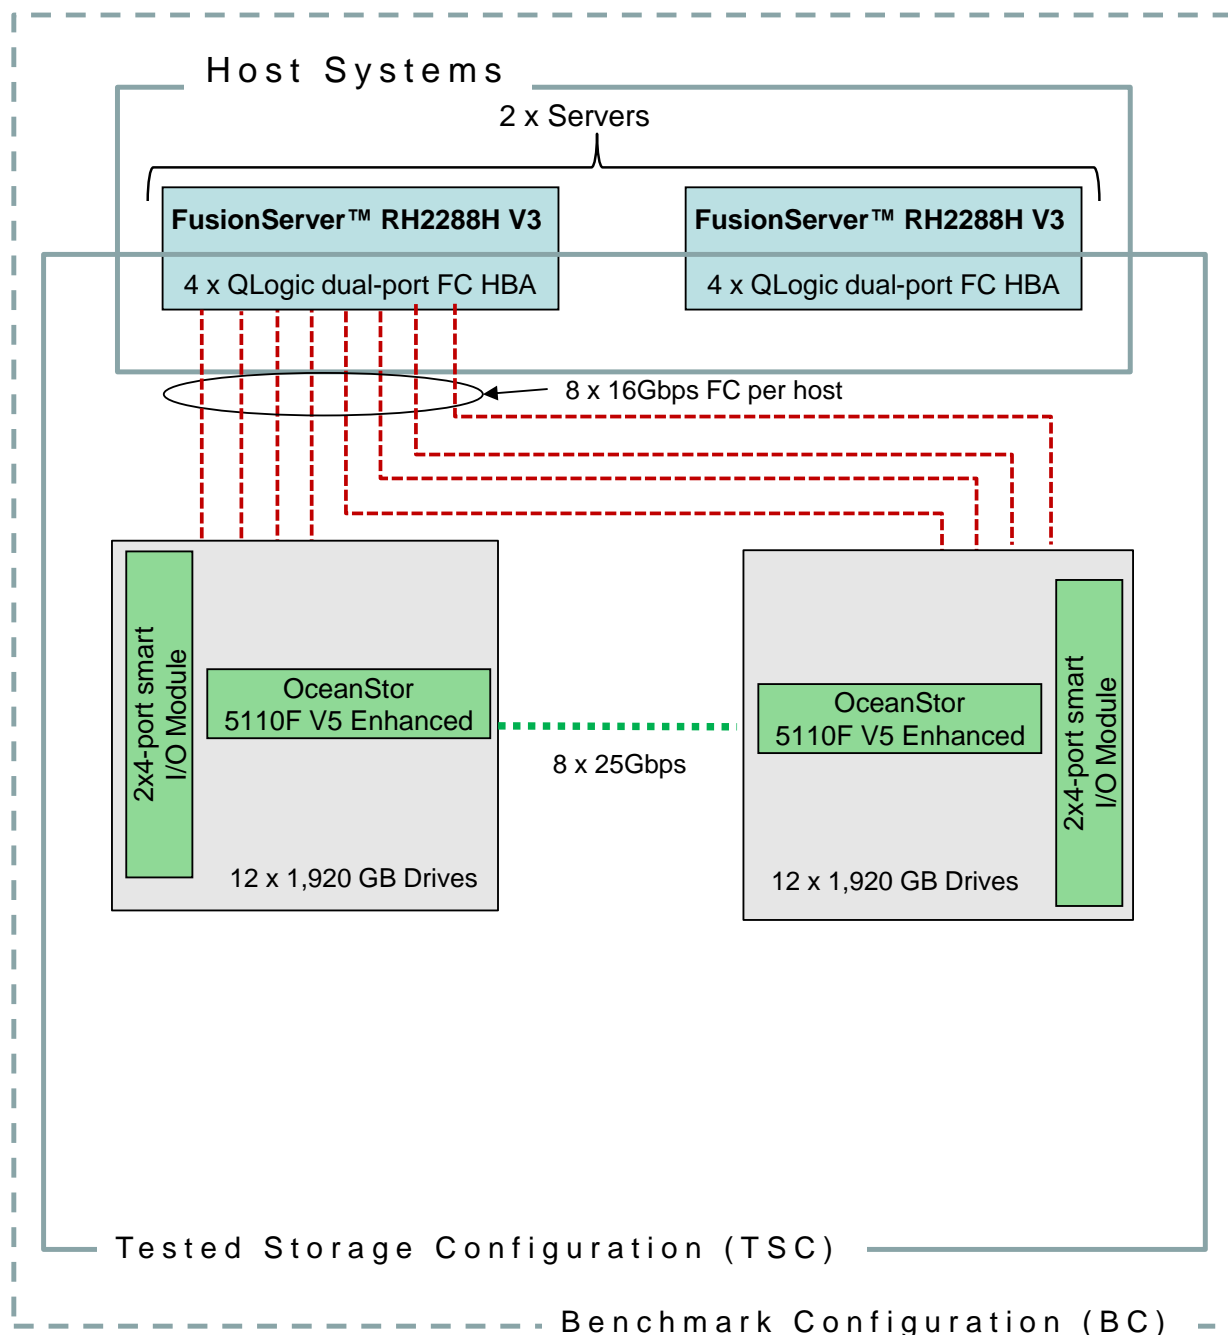 Host Systems
2 x Servers
FusionServer™ RH2288H V3
4 x QLogic dual-port FC HBA
FusionServer™ RH2288H V3
4 x QLogic dual-port FC HBA
8 x 16Gbps FC per host
2x4-port smart
I/O Module
OceanStor
5110F V5 Enhanced
12 x 1,920 GB Drives
8 x 25Gbps
OceanStor
5110F V5 Enhanced
2x4-port smart
I/O Module
12 x 1,920 GB Drives
Tested Storage Configuration (TSC)
Benchmark Configuration (BC)